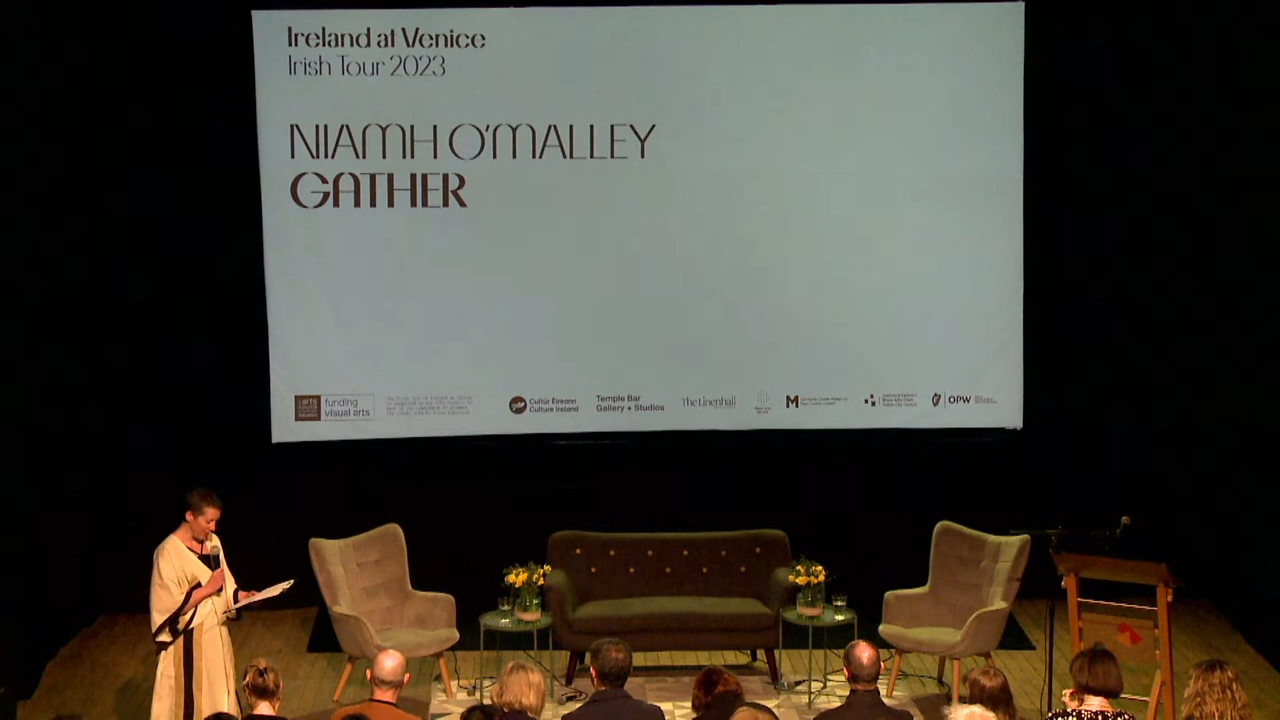 Ireland at Venice
Irish Tour 2023
NIAMH O'MALLEY
GATHER
arts
funding
visual arts
Cultúr Éireann
Culture Ireland
Temple Bar
Gallery + Studios
The Linenhall
M
OPW